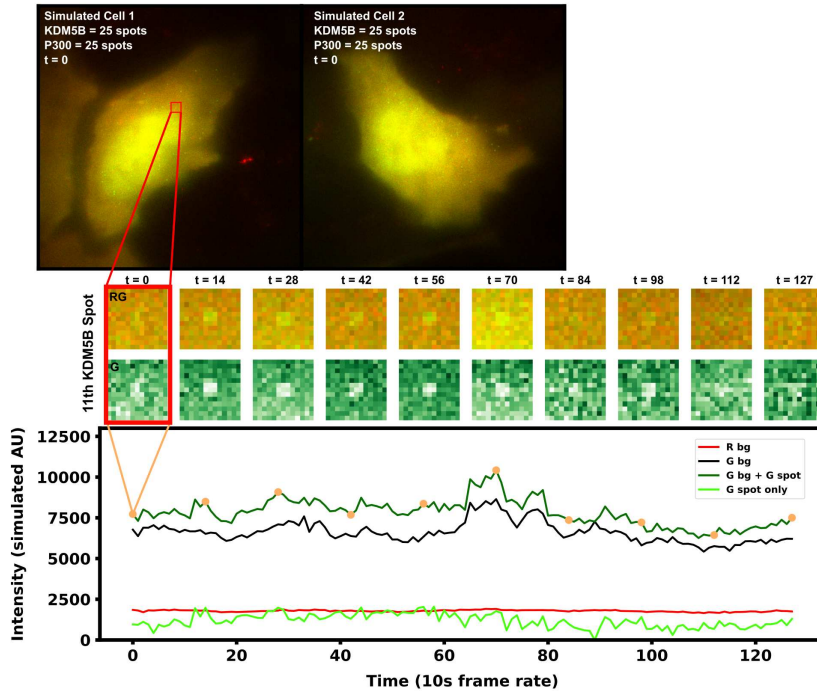 Simulated Cell 1
KDM5B = 25 spots
P300 = 25 spots
t = 0
Simulated Cell 2
KDM5B = 25 spots
P300 = 25 spots
t = 0
t = 0 t = 14 t = 28 t = 42 t = 56 t = 70 t = 84 t = 98 t = 112 t = 127
11th KDM5B Spot
RG
G
Intensity (simulated AU)
12500
10000
7500
5000
2500
0
R bg
G bg
G bg + G spot
G spot only
0 20 40 60 80 100 120
Time (10s frame rate)